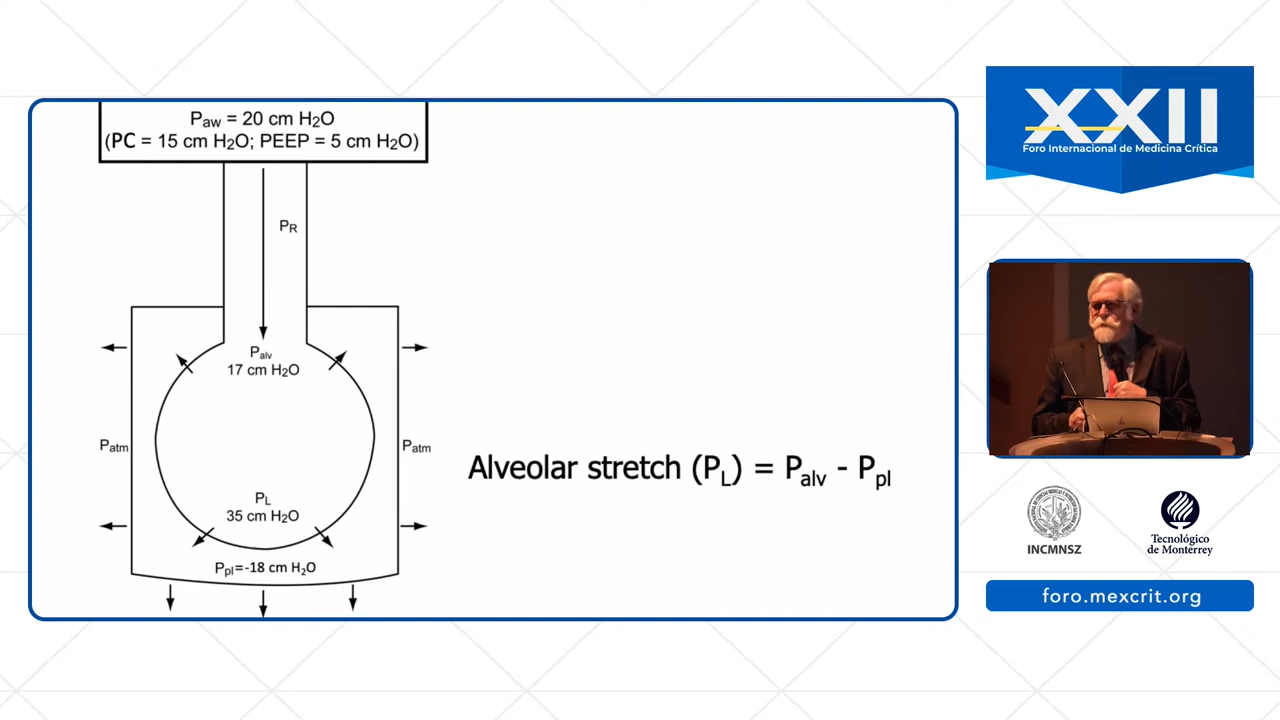 Paw = 20 cm H2O
(PC = 15 cm H2O; PEEP = 5 cm H2O)
PR
Palv
17 cm H2O
Patm
Patm
PL
35 cm H2O
Ppl=-18 cm H2O
Alveolar stretch (PL) = Palv - Ppl
XXII
Foro Internacional de Medicina Crítica
INCMNSZ
Tecnológico
de Monterrey
foro.mexcrit.org